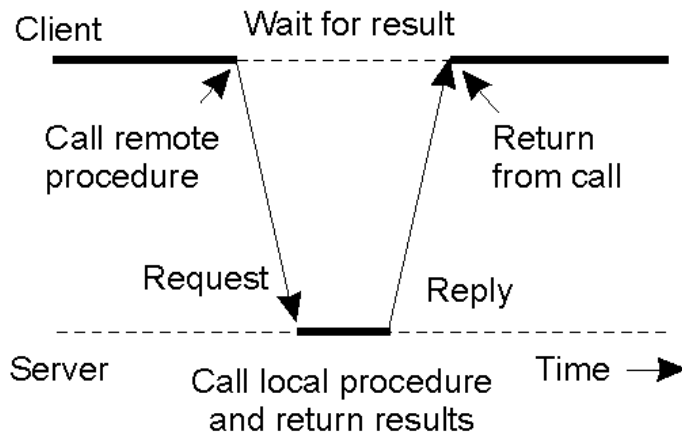 Client
Wait for result
Call remote
procedure
Return
from call
Request
Reply
Server
Call local procedure
and return results
Time